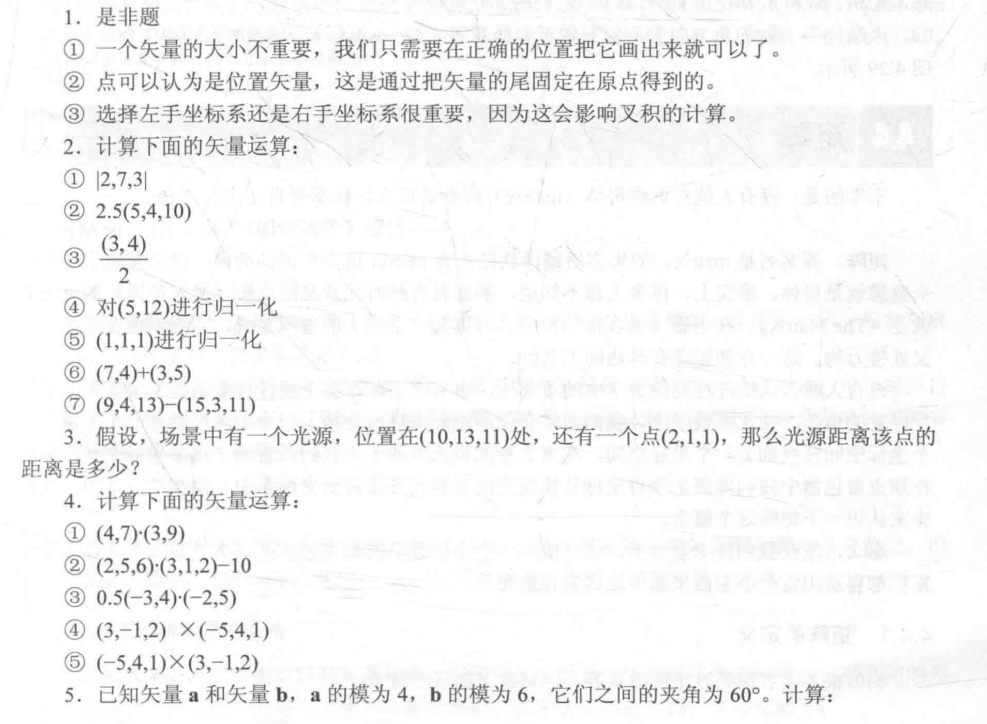 1．是非题
① 一个矢量的大小不重要，我们只需要在正确的位置把它画出来就可以了。
② 点可以认为是位置矢量，这是通过把矢量的尾固定在原点得到的。
③ 选择左手坐标系还是右手坐标系很重要，因为这会影响叉积的计算。
2．计算下面的矢量运算：
① |2,7,3|
② 2.5(5,4,10)
③ (3,4)/2
④ 对(5,12)进行归一化
⑤ (1,1,1)进行归一化
⑥ (7,4)+(3,5)
⑦ (9,4,13)−(15,3,11)
3．假设，场景中有一个光源，位置在(10,13,11)处，还有一个点(2,1,1)，那么光源距离该点的
距离是多少？
4．计算下面的矢量运算：
① (4,7)·(3,9)
② (2,5,6)·(3,1,2)−10
③ 0.5(−3,4)·(−2,5)
④ (3,−1,2) ×(−5,4,1)
⑤ (−5,4,1)×(3,−1,2)
5．已知矢量 a 和矢量 b，a 的模为 4，b 的模为 6，它们之间的夹角为 60°。计算：